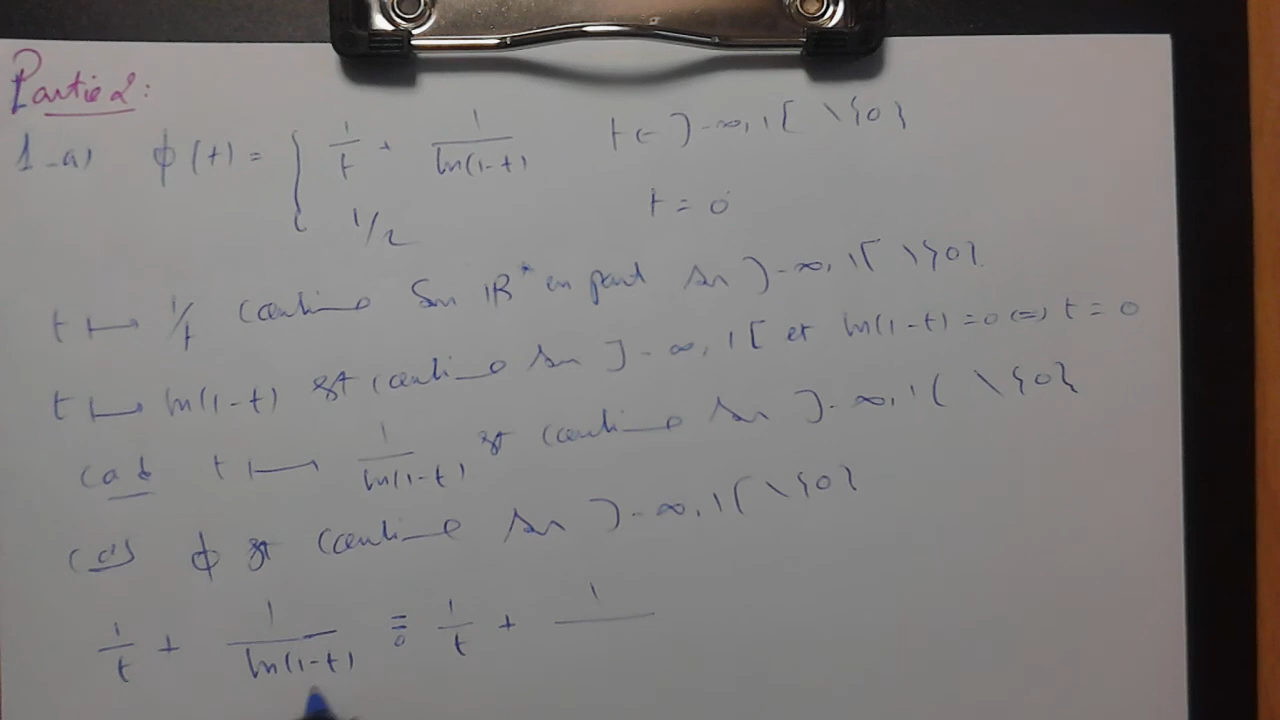 Partie 2:
1-a) ϕ(t) = { 1/t + 1/ln(1-t) t ∈ ]-∞, 1[ \{0}
1/2 t = 0
t ↦ 1/t continue sur IR* en part sur ]-∞, 1[ \{0}
t ↦ ln(1-t) est continue sur ]-∞, 1[ et ln(1-t) = 0 ⇔ t = 0
cad t ↦ 1/ln(1-t) est continue sur ]-∞, 1[ \{0}
ϕ est continue sur ]-∞, 1[ \{0}
1/t + 1/ln(1-t) =₀ 1/t + 1/